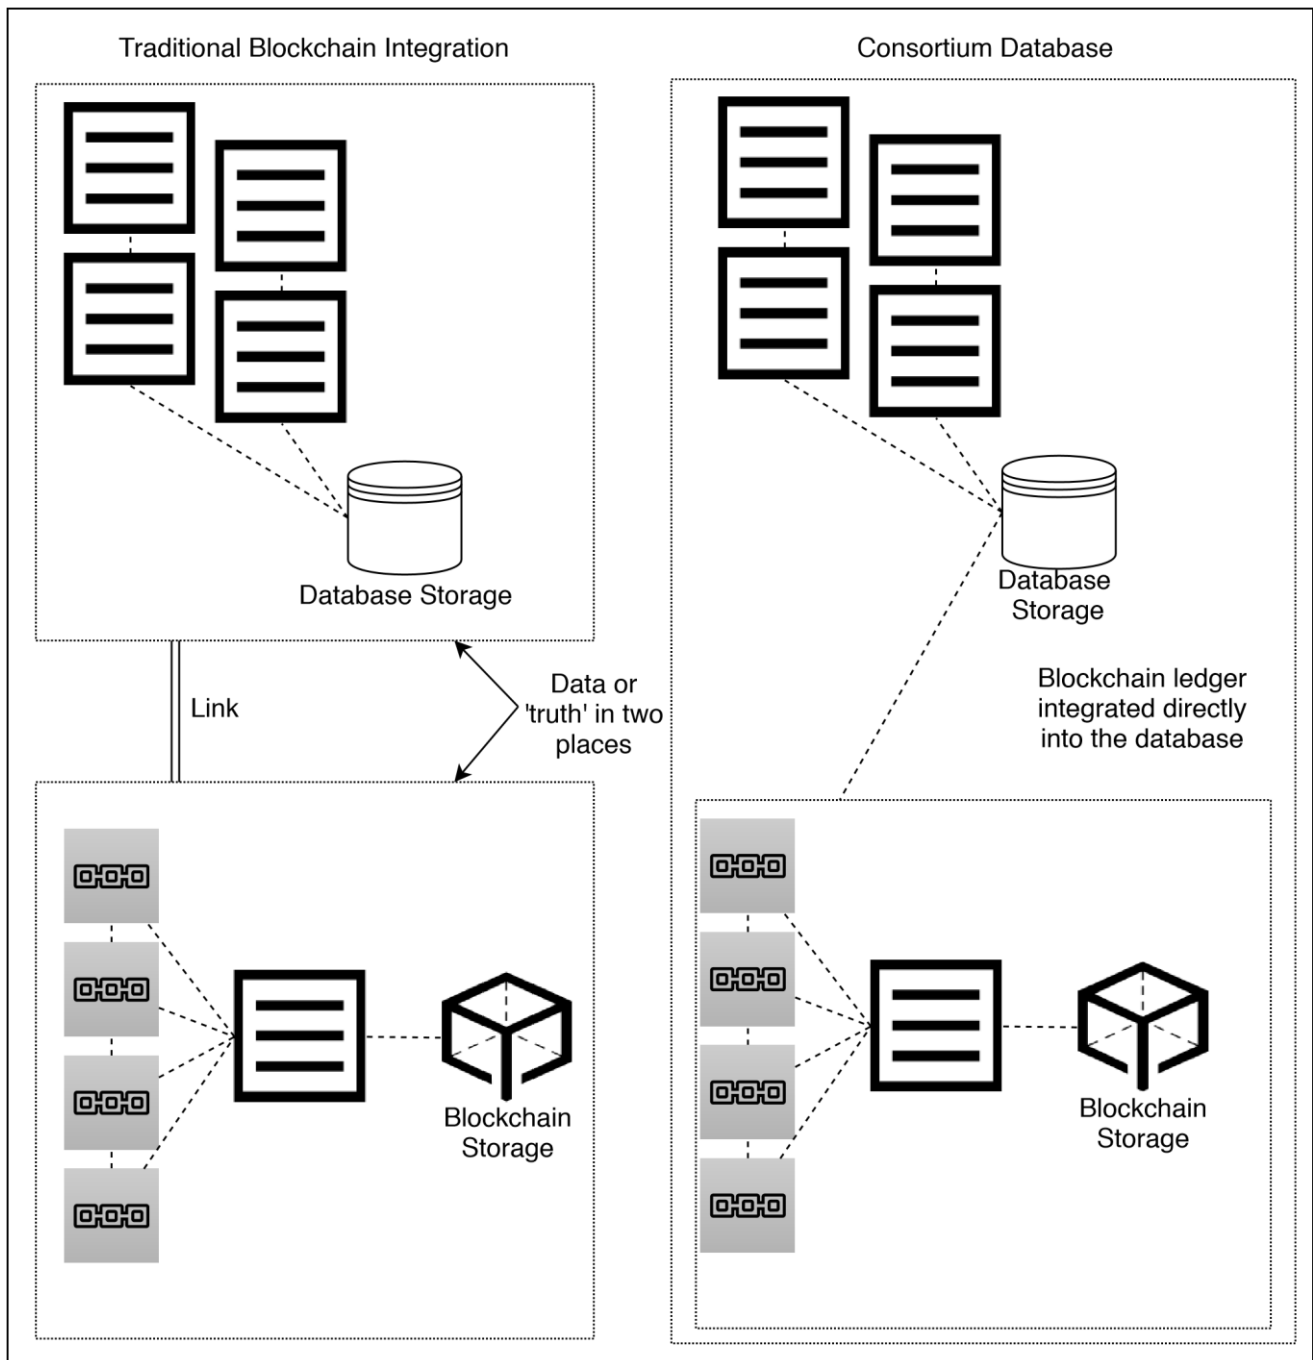 Traditional Blockchain Integration
Database Storage
Link
Data or
'truth' in two
places
Blockchain
Storage
Consortium Database
Database
Storage
Blockchain ledger
integrated directly
into the database
Blockchain
Storage